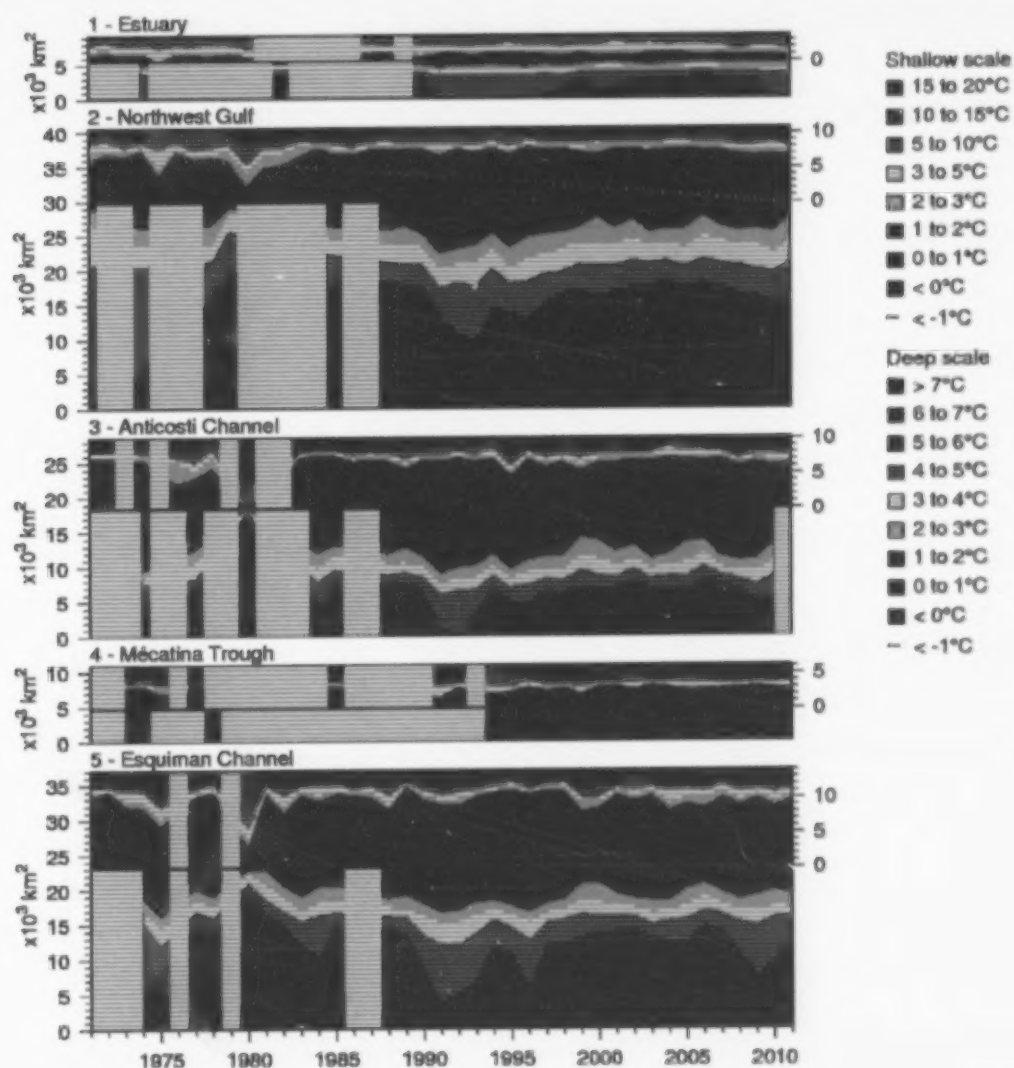 1 - Estuary
5
0
0
x10³ km²
2 - Northwest Gulf
40
35
30
25
20
15
10
5
0
10
5
0
x10³ km²
3 - Anticosti Channel
25
20
15
10
5
0
10
5
0
x10³ km²
4 - Mécatina Trough
10
5
0
5
0
x10³ km²
5 - Esquiman Channel
35
30
25
20
15
10
5
0
10
5
0
x10³ km²
1975 1980 1985 1990 1995 2000 2005 2010
Shallow scale
15 to 20°C
10 to 15°C
5 to 10°C
3 to 5°C
2 to 3°C
1 to 2°C
0 to 1°C
< 0°C
< -1°C
Deep scale
> 7°C
6 to 7°C
5 to 6°C
4 to 5°C
3 to 4°C
2 to 3°C
1 to 2°C
0 to 1°C
< 0°C
< -1°C